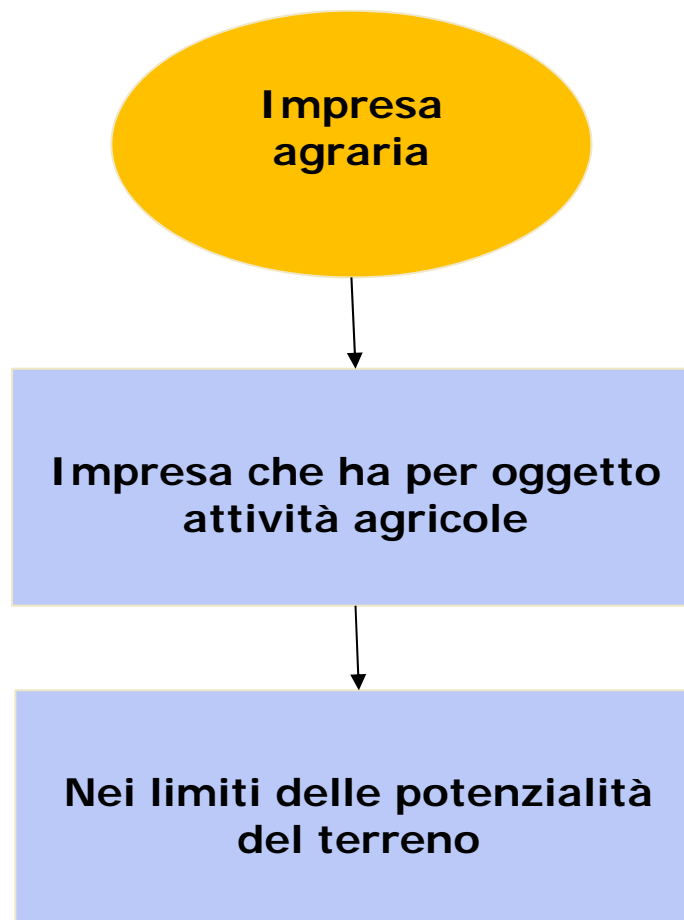 Impresa
agraria
Impresa che ha per oggetto
attività agricole
Nei limiti delle potenzialità
del terreno